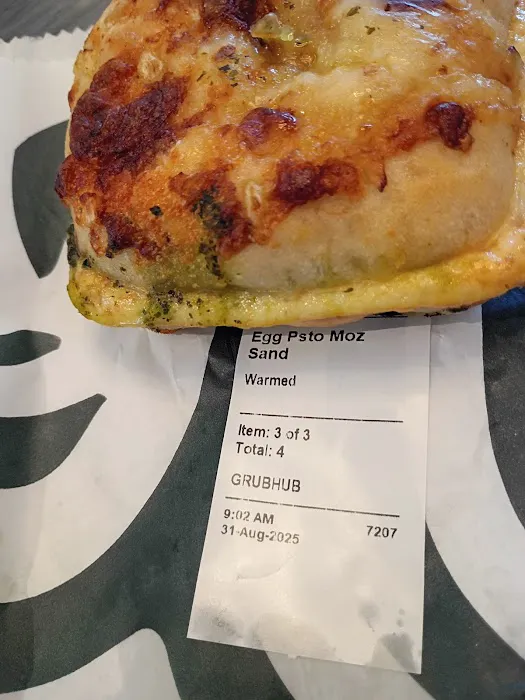 Egg Psto Moz
Sand
Warmed
Item: 3 of 3
Total: 4
GRUBHUB
9:02 AM
31-Aug-2025 7207